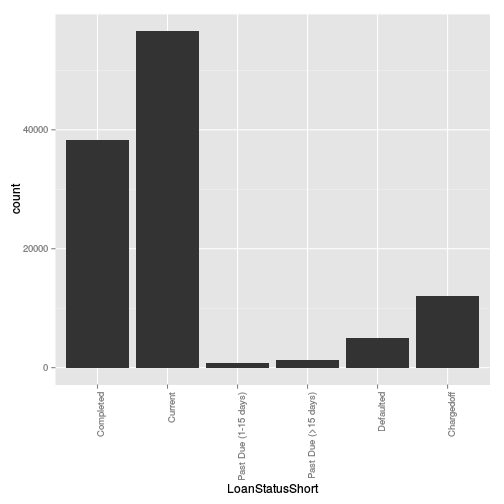 count
40000
20000
0
Completed
Current
Past Due (1-15 days)
Past Due (>15 days)
Defaulted
Chargedoff
LoanStatusShort